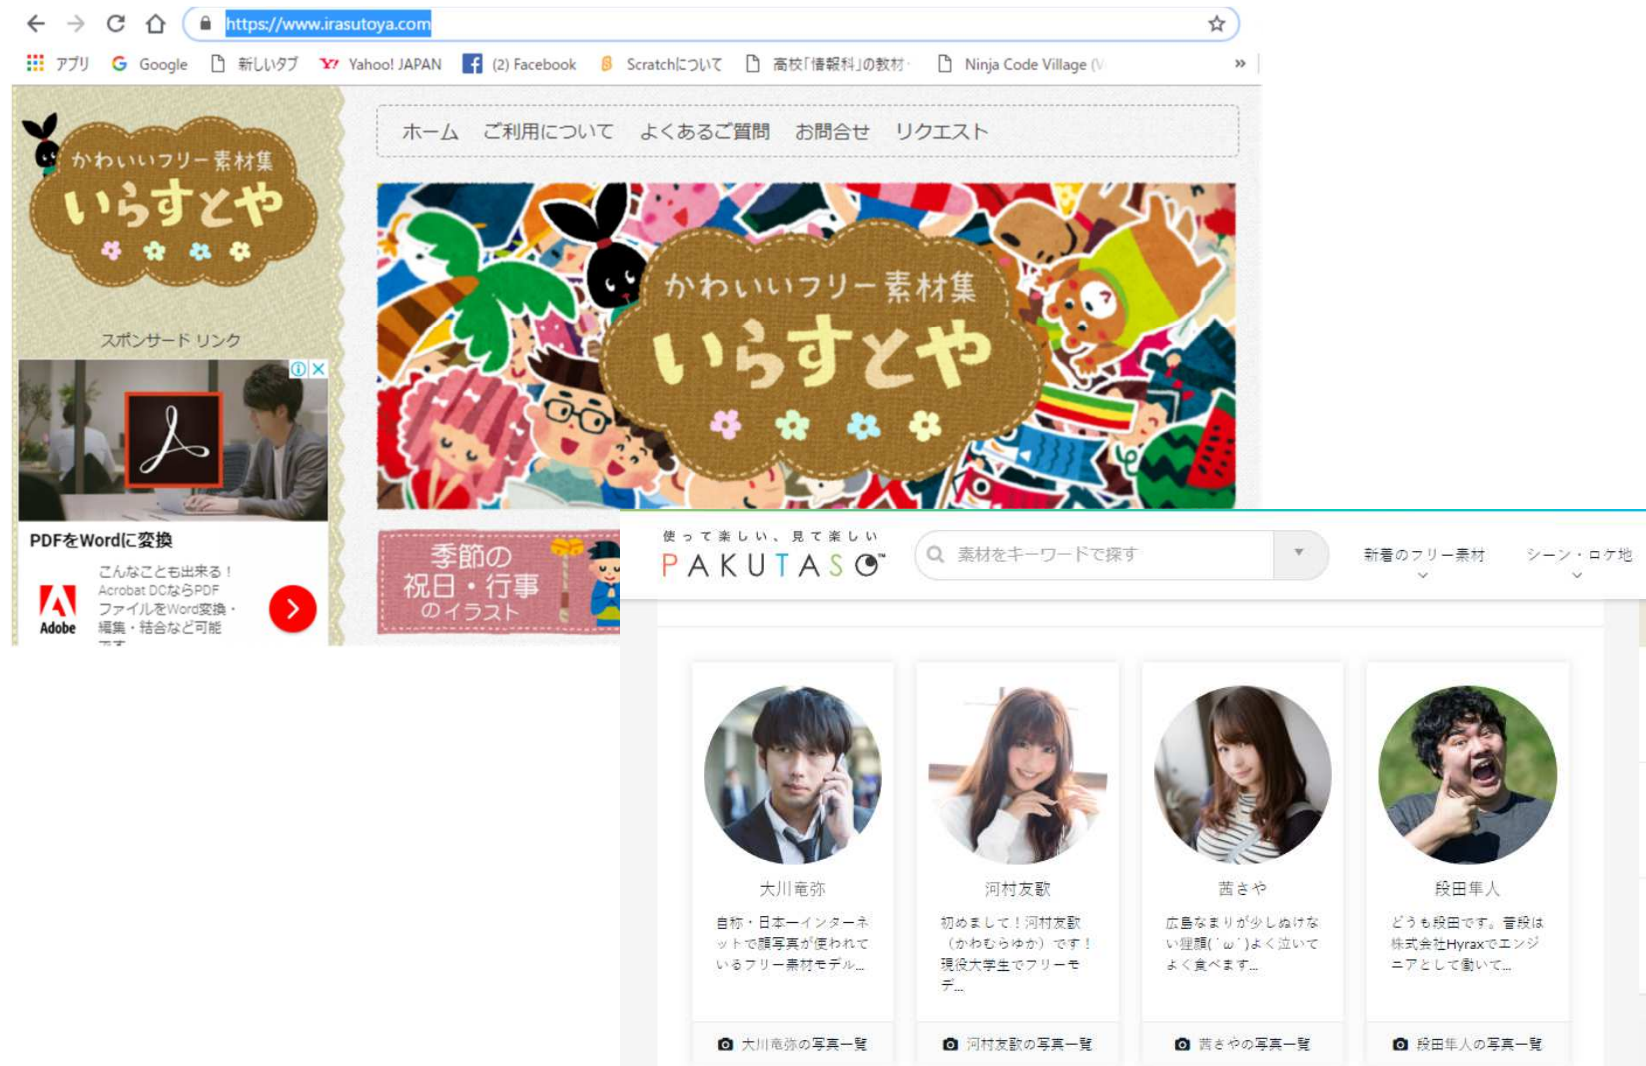 https://www.irasutoya.com
アプリ Google 新しいタブ Yahoo! JAPAN (2) Facebook Scratchについて 高校「情報科」の教材· Ninja Code Village (V »
かわいいフリー素材集
いらすとや
ホーム ご利用について よくあるご質問 お問合せ リクエスト
かわいいフリー素材集
いらすとや
スポンサード リンク
PDFをWordに変換
こんなことも出来る！
Acrobat DCならPDF
ファイルをWord変換・
編集・結合など可能
です
Adobe
季節の
祝日・行事
のイラスト
使って楽しい、見て楽しい
PAKUTASO™
素材をキーワードで探す
新着のフリー素材 シーン・ロケ地
大川竜弥
自称・日本一インターネ
ットで顔写真が使われて
いるフリー素材モデル...
大川竜弥の写真一覧
河村友歌
初めまして！河村友歌
（かわむらゆか）です！
現役大学生でフリーモ
デ...
河村友歌の写真一覧
茜さや
広島なまりが少しぬけな
い狸顔(´ω`)よく泣いて
よく食べます...
茜さやの写真一覧
段田隼人
どうも段田です。普段は
株式会社Hyraxでエンジ
ニアとして働いて...
段田隼人の写真一覧